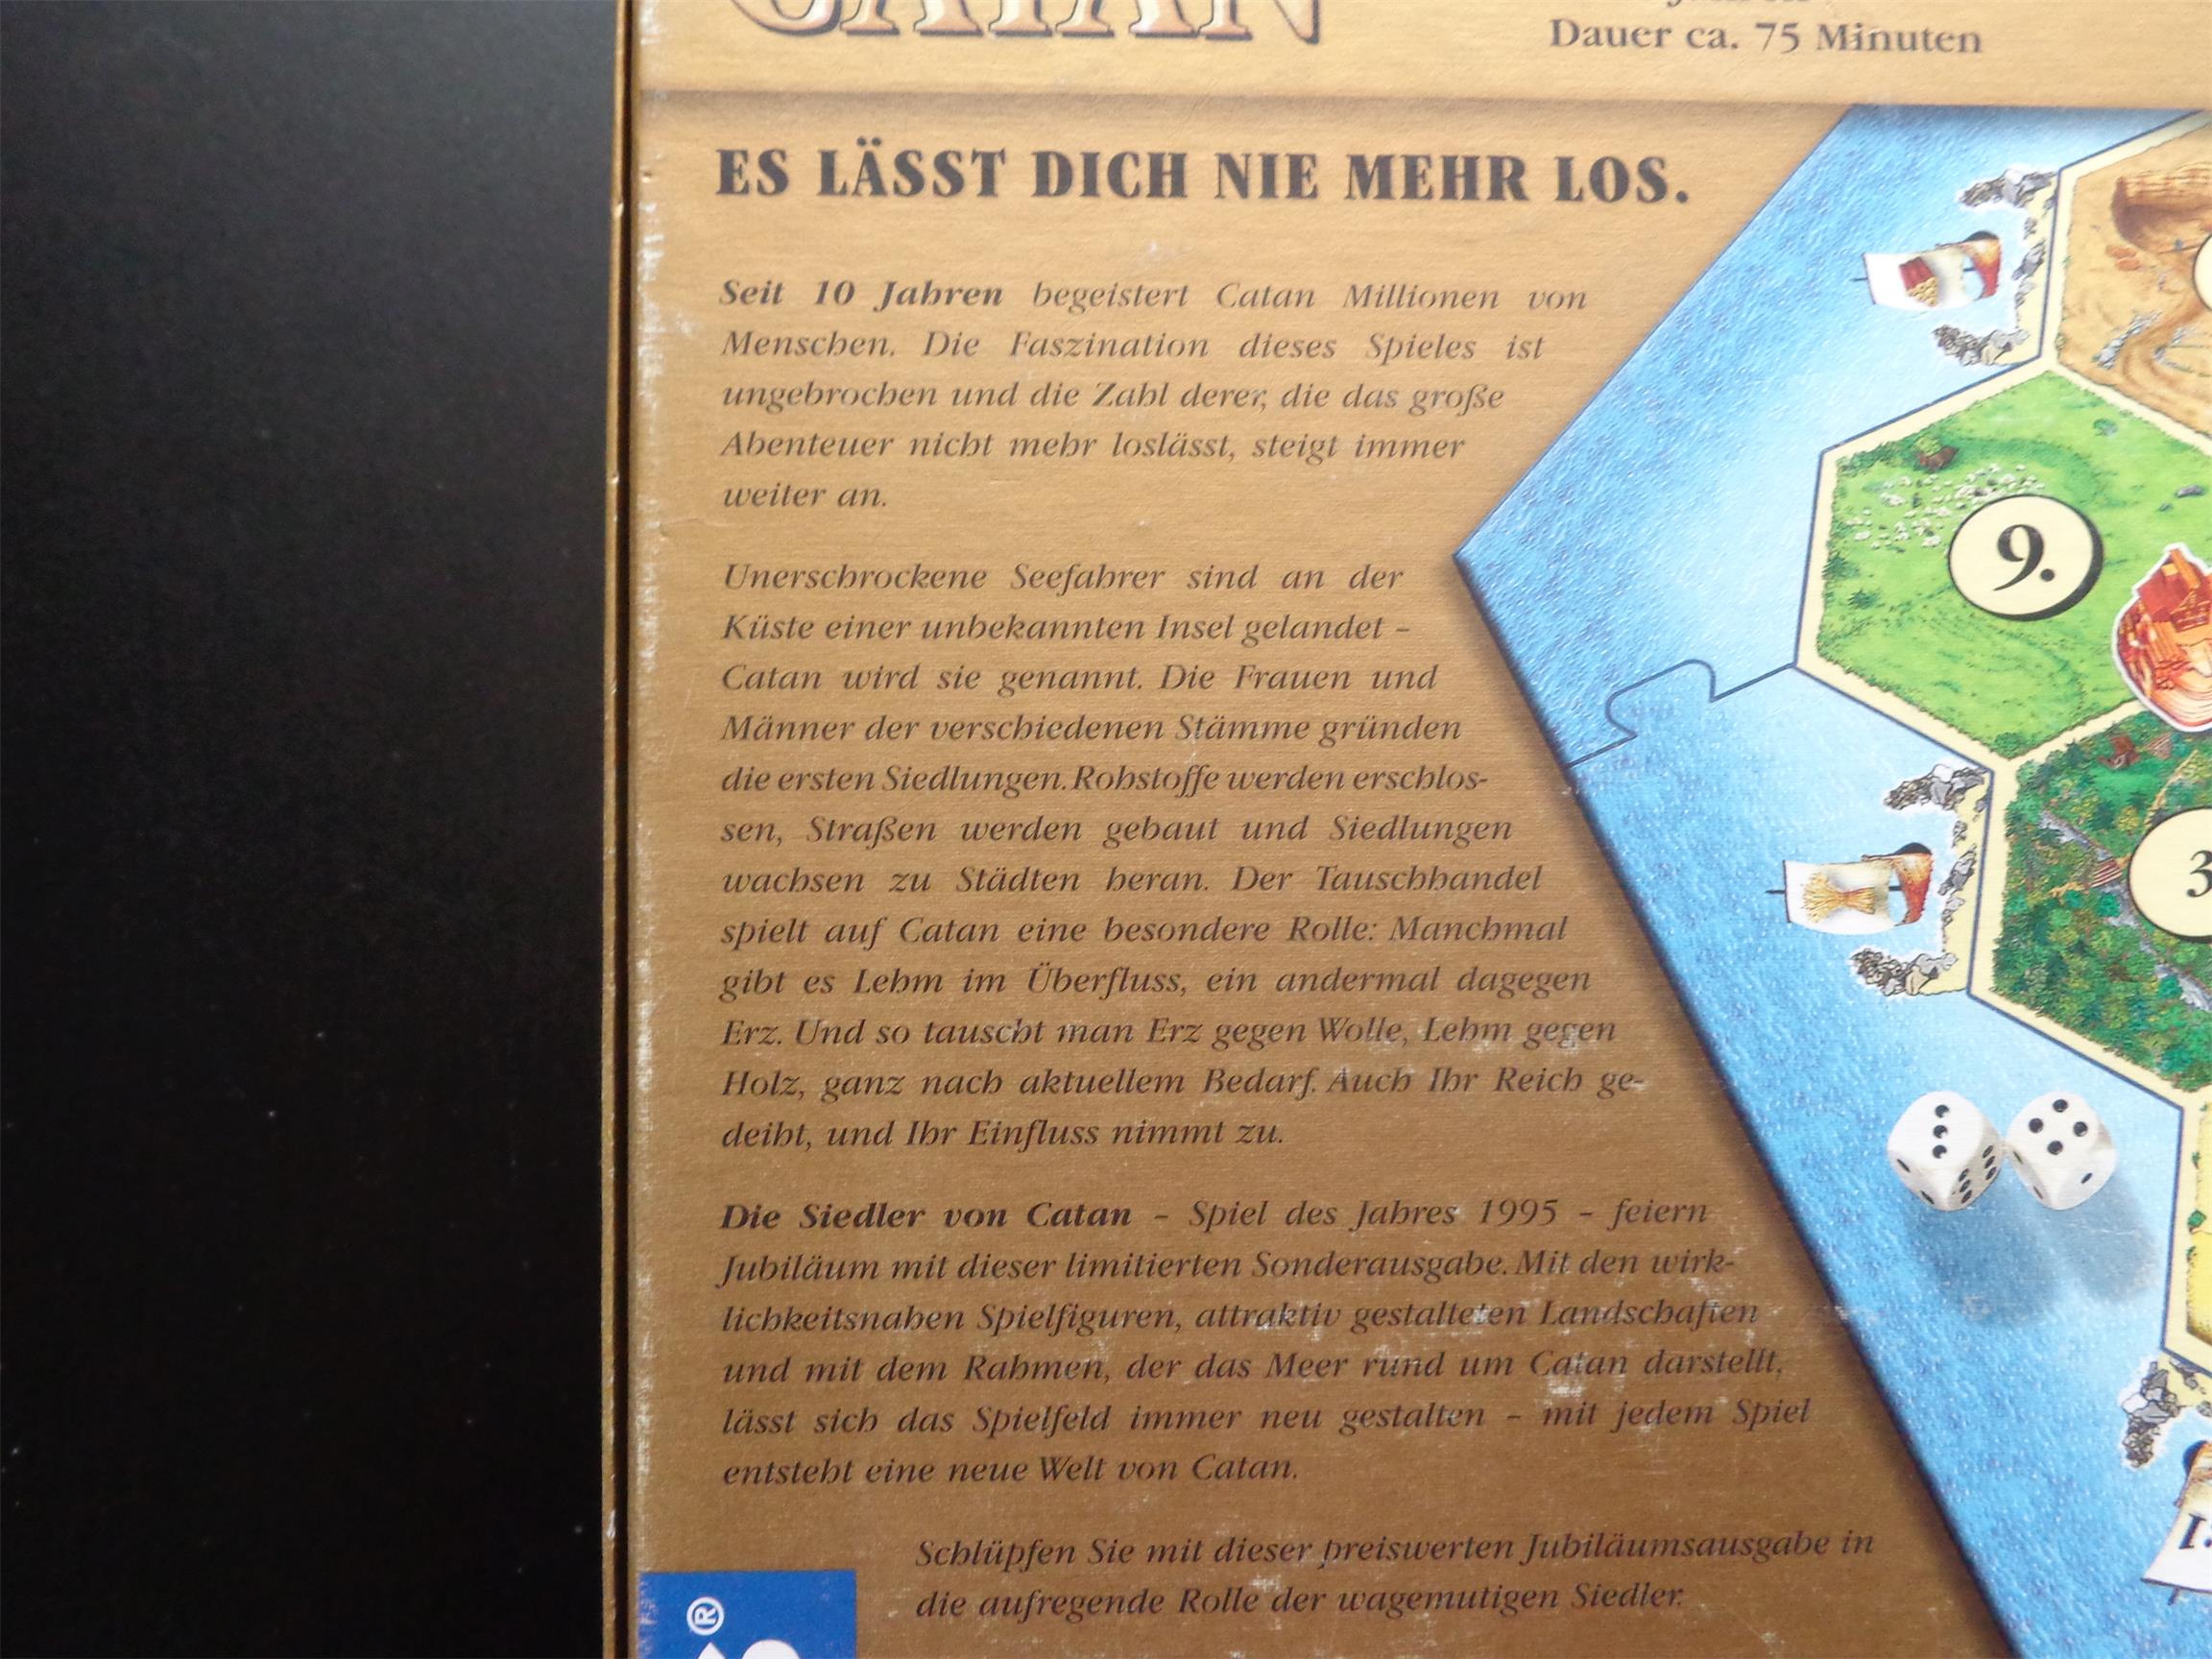 CATAN
Dauer ca. 75 Minuten
ES LÄSST DICH NIE MEHR LOS.
Seit 10 Jahren begeistert Catan Millionen von
Menschen. Die Faszination dieses Spieles ist
ungebrochen und die Zahl derer, die das große
Abenteuer nicht mehr loslässt, steigt immer
weiter an.
Unerschrockene Seefahrer sind an der
Küste einer unbekannten Insel gelandet –
Catan wird sie genannt. Die Frauen und
Männer der verschiedenen Stämme gründen
die ersten Siedlungen. Rohstoffe werden erschlos-
sen, Straßen werden gebaut und Siedlungen
wachsen zu Städten heran. Der Tauschhandel
spielt auf Catan eine besondere Rolle: Manchmal
gibt es Lehm im Überfluss, ein andermal dagegen
Erz. Und so tauscht man Erz gegen Wolle, Lehm gegen
Holz, ganz nach aktuellem Bedarf. Auch Ihr Reich ge-
deiht, und Ihr Einfluss nimmt zu.
Die Siedler von Catan – Spiel des Jahres 1995 – feiern
Jubiläum mit dieser limitierten Sonderausgabe. Mit den wirk-
lichkeitsnahen Spielfiguren, attraktiv gestalteten Landschaften
und mit dem Rahmen, der das Meer rund um Catan darstellt,
lässt sich das Spielfeld immer neu gestalten – mit jedem Spiel
entsteht eine neue Welt von Catan.
Schlüpfen Sie mit dieser preiswerten Jubiläumsausgabe in
die aufregende Rolle der wagemutigen Siedler.
9.
3
®